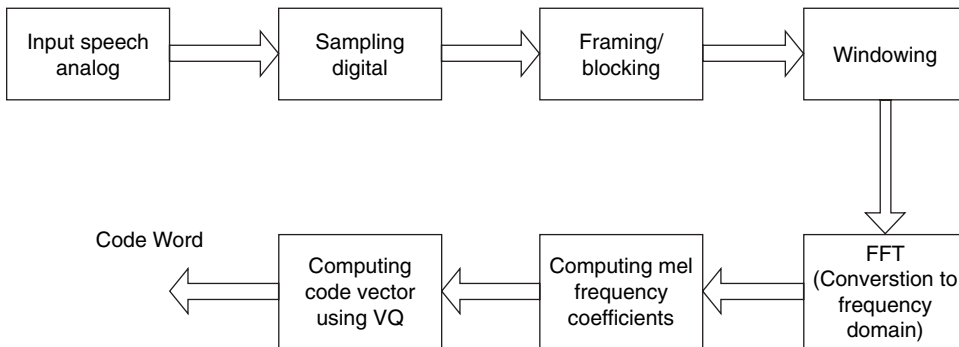 Input speech
analog
Sampling
digital
Framing/
blocking
Windowing
FFT
(Converstion to
frequency
domain)
Computing mel
frequency
coefficients
Computing
code vector
using VQ
Code Word